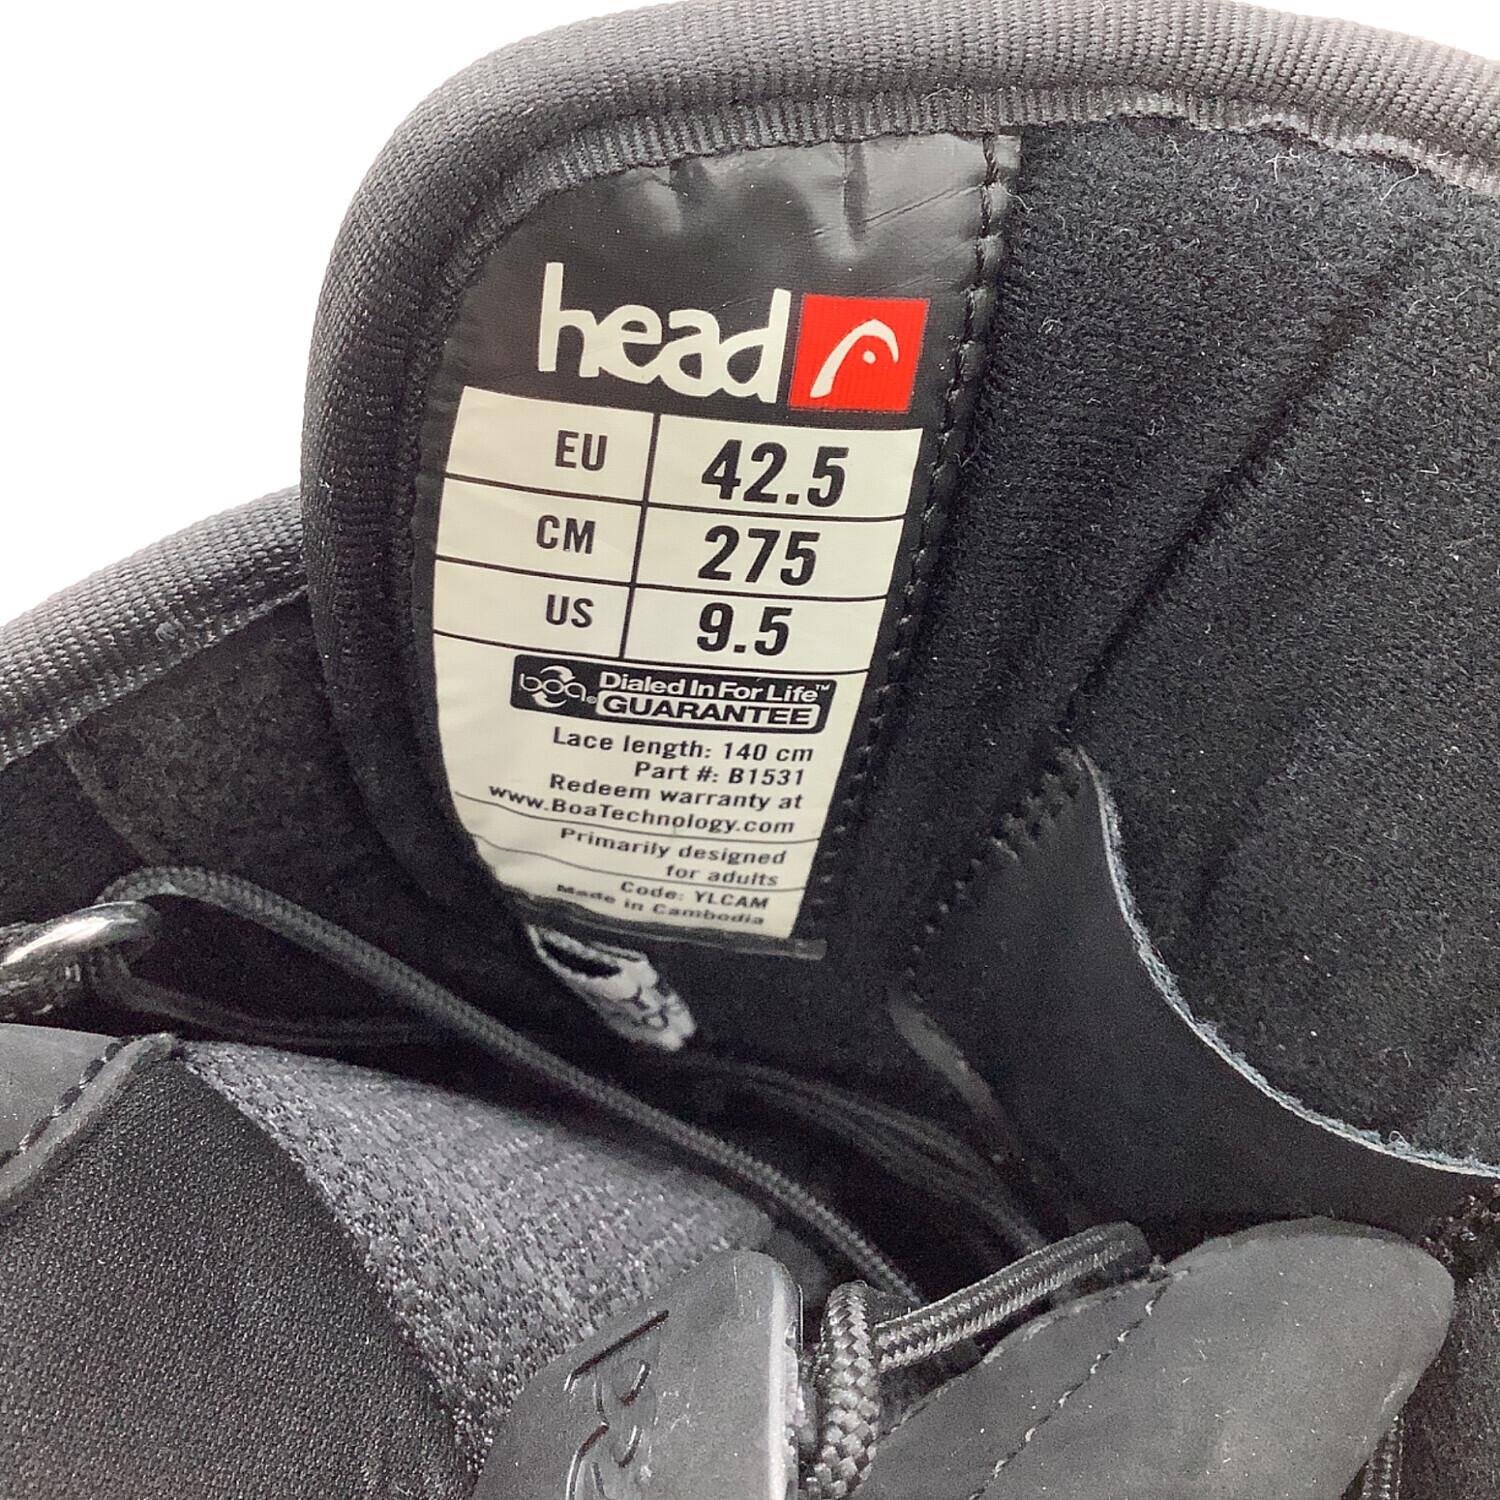 head
EU 42.5
CM 275
US 9.5
boa® Dialed In For Life™
GUARANTEE
Lace length: 140 cm
Part #: B1531
Redeem warranty at
www.BoaTechnology.com
Primarily designed
for adults
Code: YLCAM
Made in Cambodia